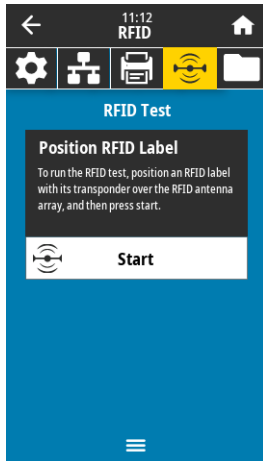 11:12
RFID
RFID Test
Position RFID Label
To run the RFID test, position an RFID label
with its transponder over the RFID antenna
array, and then press start.
Start